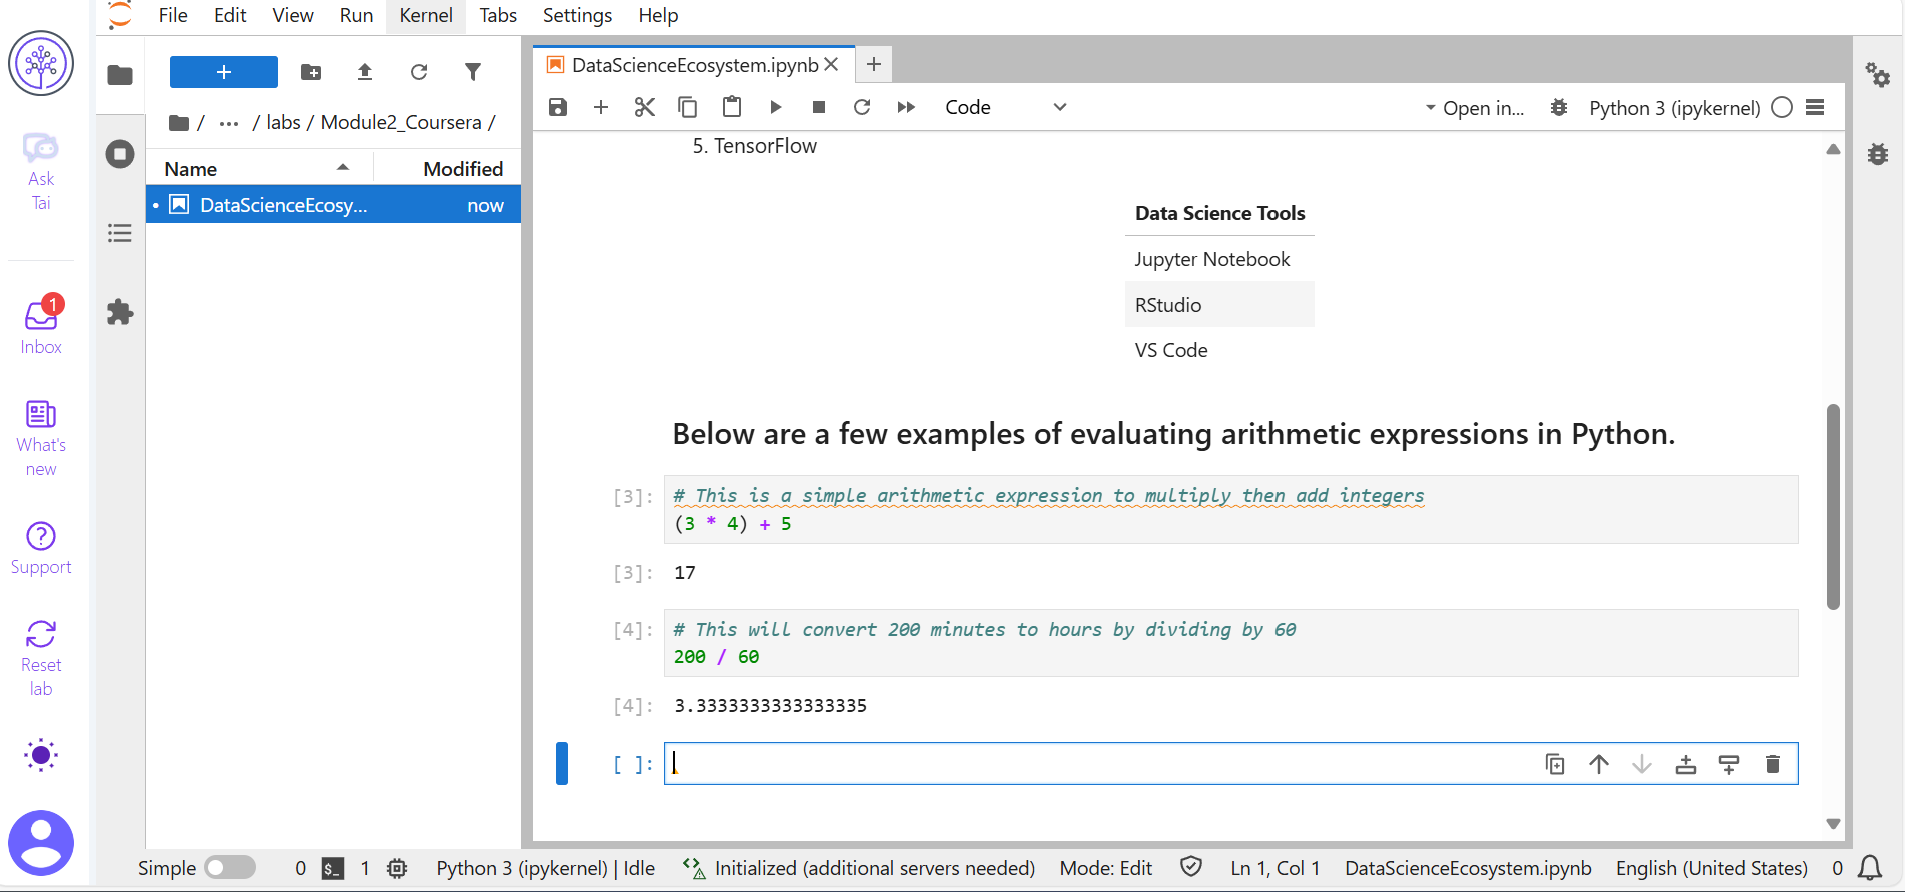 File Edit View Run Kernel Tabs Settings Help
Ask
Tai
1
Inbox
What's
new
Support
Reset
lab
+
/ ... / labs / Module2_Coursera /
Name Modified
• DataScienceEcosy... now
DataScienceEcosystem.ipynb
Code
Open in...
Python 3 (ipykernel)
5. TensorFlow
Data Science Tools
Jupyter Notebook
RStudio
VS Code
Below are a few examples of evaluating arithmetic expressions in Python.
[3]: # This is a simple arithmetic expression to multiply then add integers
(3 * 4) + 5
[3]: 17
[4]: # This will convert 200 minutes to hours by dividing by 60
200 / 60
[4]: 3.3333333333333335
[ ]:
Simple 0 $_ 1 Python 3 (ipykernel) | Idle Initialized (additional servers needed) Mode: Edit Ln 1, Col 1 DataScienceEcosystem.ipynb English (United States) 0